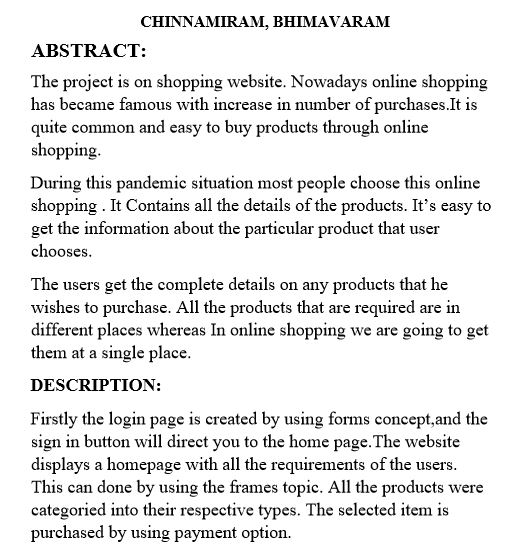 CHINNAMIRAM, BHIMAVARAM
ABSTRACT:
The project is on shopping website. Nowadays online shopping
has became famous with increase in number of purchases.It is
quite common and easy to buy products through online
shopping.
During this pandemic situation most people choose this online
shopping . It Contains all the details of the products. It’s easy to
get the information about the particular product that user
chooses.
The users get the complete details on any products that he
wishes to purchase. All the products that are required are in
different places whereas In online shopping we are going to get
them at a single place.
DESCRIPTION:
Firstly the login page is created by using forms concept,and the
sign in button will direct you to the home page.The website
displays a homepage with all the requirements of the users.
This can done by using the frames topic. All the products were
categoried into their respective types. The selected item is
purchased by using payment option.